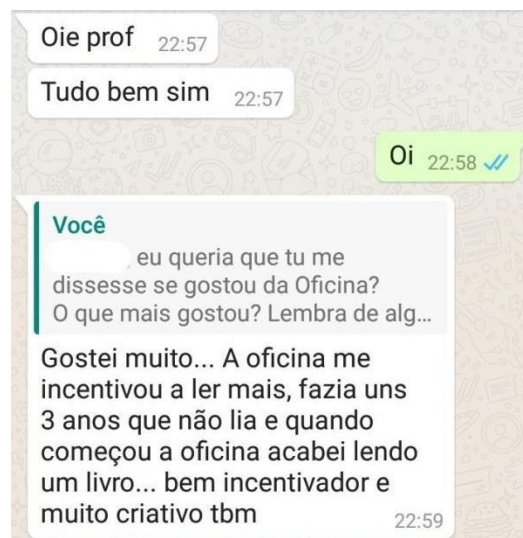 Oie prof 22:57
Tudo bem sim 22:57
Oi 22:58
Você
eu queria que tu me
dissesse se gostou da Oficina?
O que mais gostou? Lembra de alg...
Gostei muito... A oficina me
incentivou a ler mais, fazia uns
3 anos que não lia e quando
começou a oficina acabei lendo
um livro... bem incentivador e
muito criativo tbm 22:59